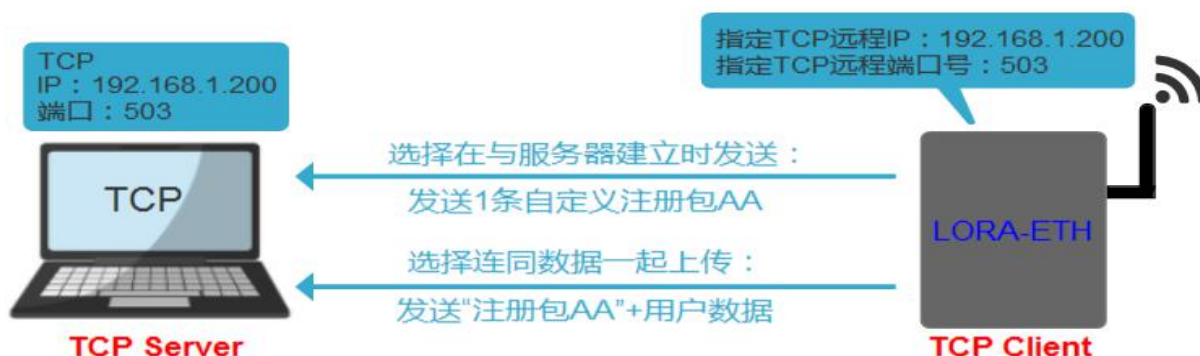 TCP
IP：192.168.1.200
端口：503
指定TCP远程IP：192.168.1.200
指定TCP远程端口号：503
TCP
选择在与服务器建立时发送：
发送1条自定义注册包AA
LORA-ETH
选择连同数据一起上传：
发送“注册包AA”+用户数据
TCP Server
TCP Client